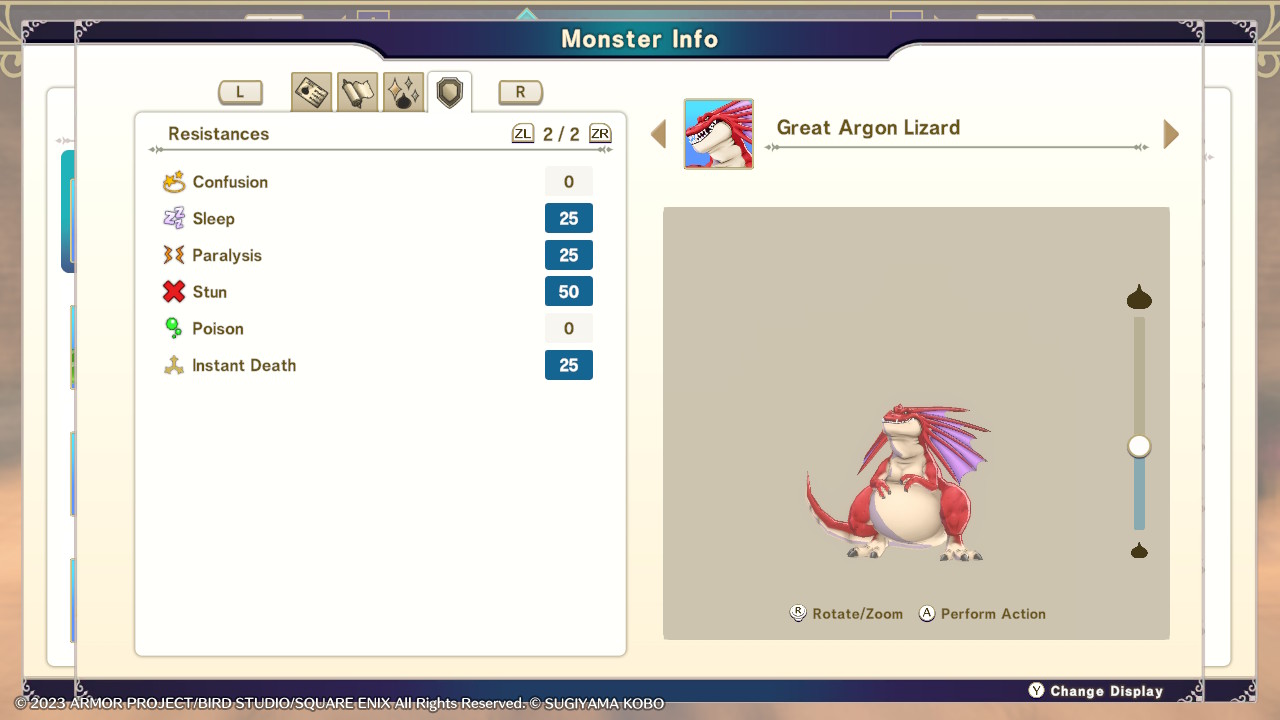 Monster Info
L
R
Resistances
ZL 2 / 2 ZR
Confusion 0
Sleep 25
Paralysis 25
Stun 50
Poison 0
Instant Death 25
Great Argon Lizard
R Rotate/Zoom A Perform Action
Y Change Display
© 2023 ARMOR PROJECT/BIRD STUDIO/SQUARE ENIX All Rights Reserved. © SUGIYAMA KOBO